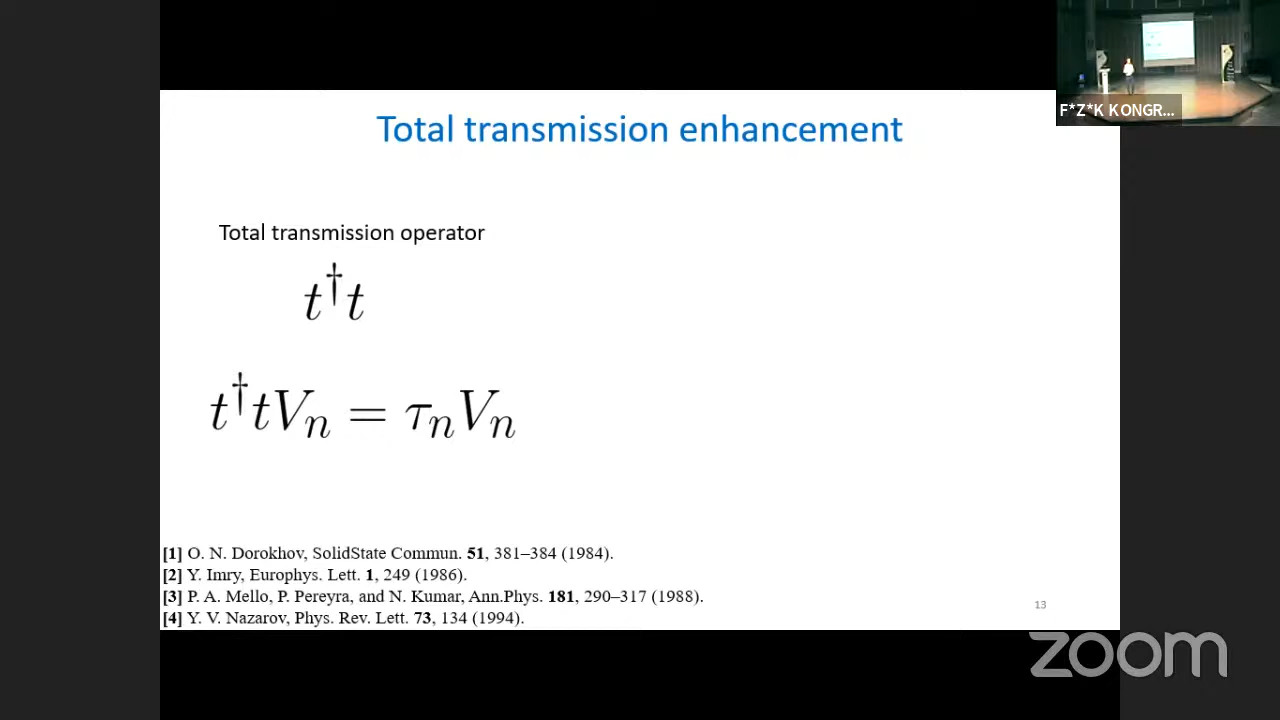 F*Z*K KONGR...
Total transmission enhancement
Total transmission operator
t†t
t†tVₙ = τₙVₙ
[1] O. N. Dorokhov, SolidState Commun. 51, 381–384 (1984).
[2] Y. Imry, Europhys. Lett. 1, 249 (1986).
[3] P. A. Mello, P. Pereyra, and N. Kumar, Ann.Phys. 181, 290–317 (1988).
[4] Y. V. Nazarov, Phys. Rev. Lett. 73, 134 (1994).
13
zoom